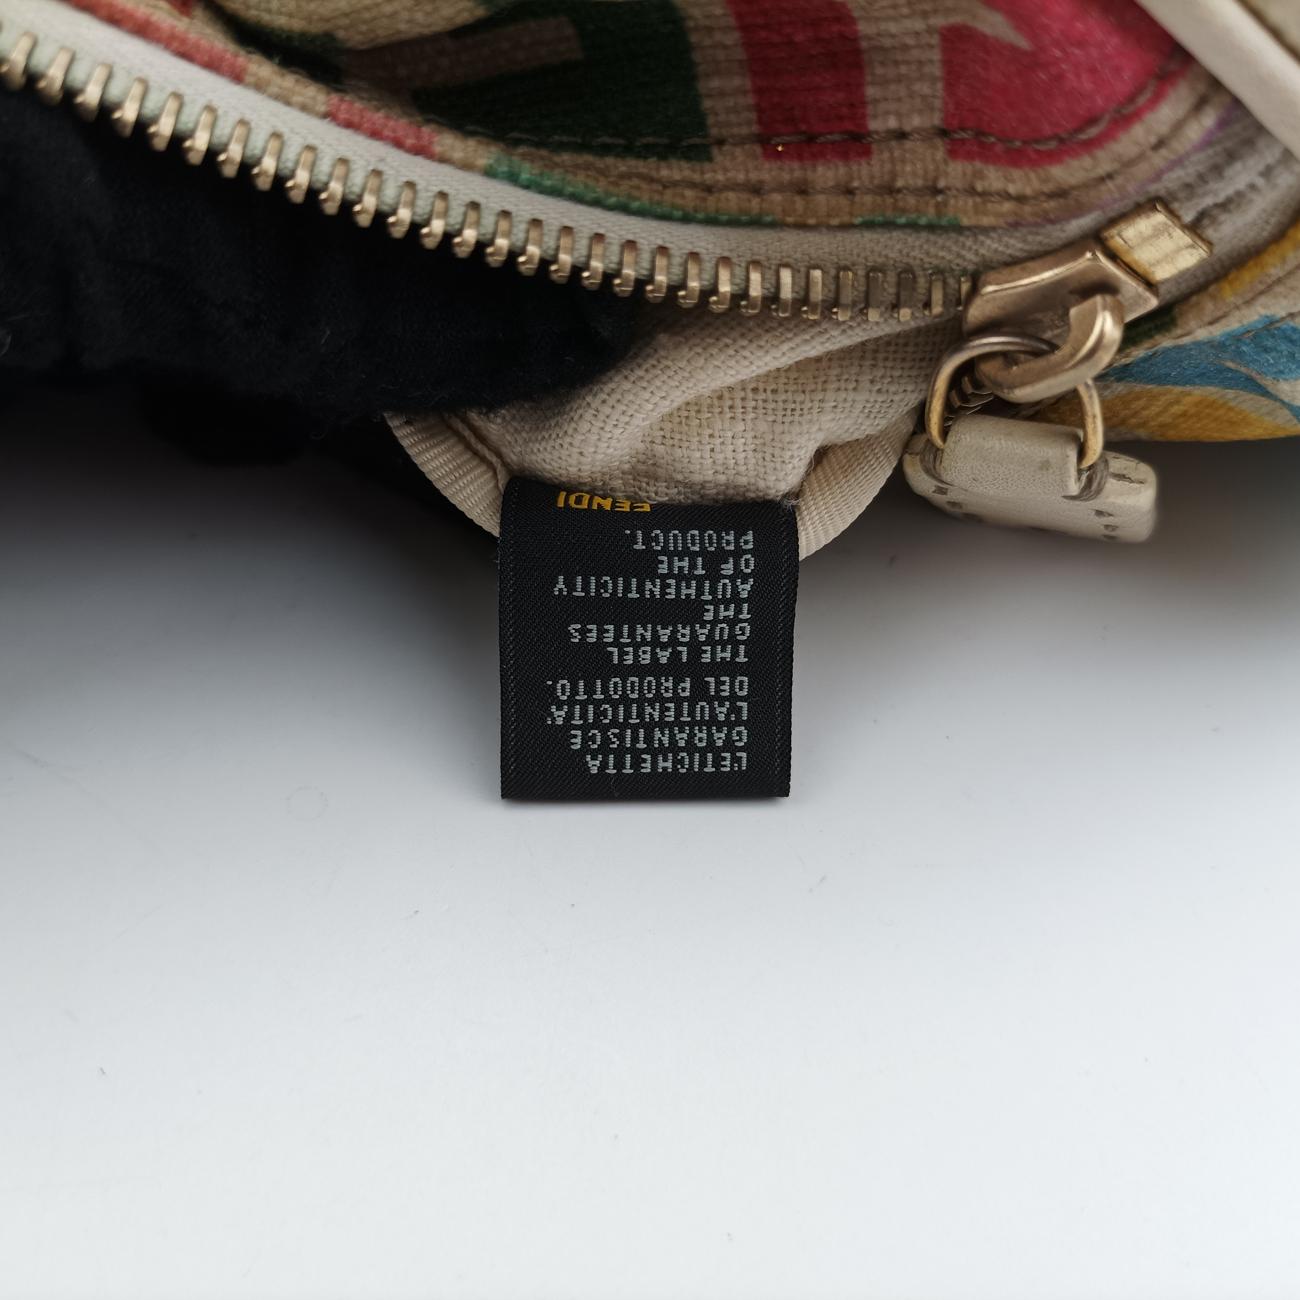 L'ETICHETTA
GARANTISCE
L'AUTENTICITA'
DEL PRODOTTO.
THE LABEL
GUARANTEES
THE
AUTHENTICITY
OF THE
PRODUCT.
FENDI